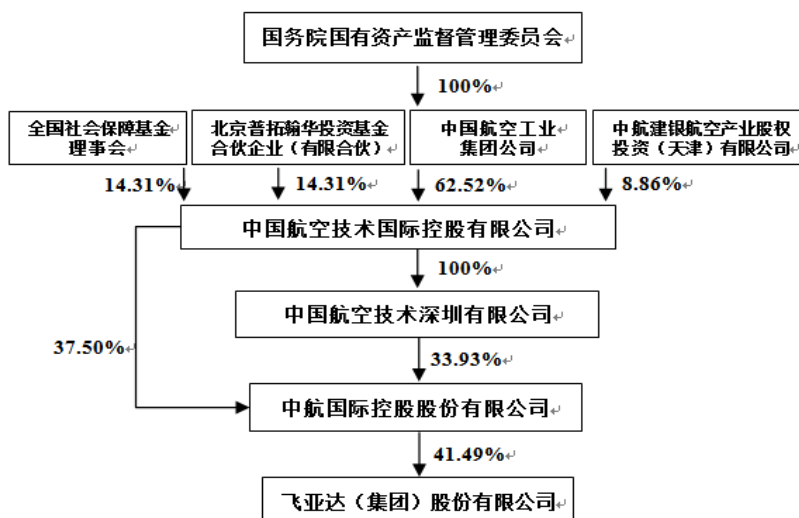 国务院国有资产监督管理委员会
100%
全国社会保障基金
理事会
北京普拓翰华投资基金
合伙企业（有限合伙）
中国航空工业
集团公司
中航建银航空产业股权
投资（天津）有限公司
14.31%
14.31%
62.52%
8.86%
中国航空技术国际控股有限公司
100%
中国航空技术深圳有限公司
37.50%
33.93%
中航国际控股股份有限公司
41.49%
飞亚达（集团）股份有限公司